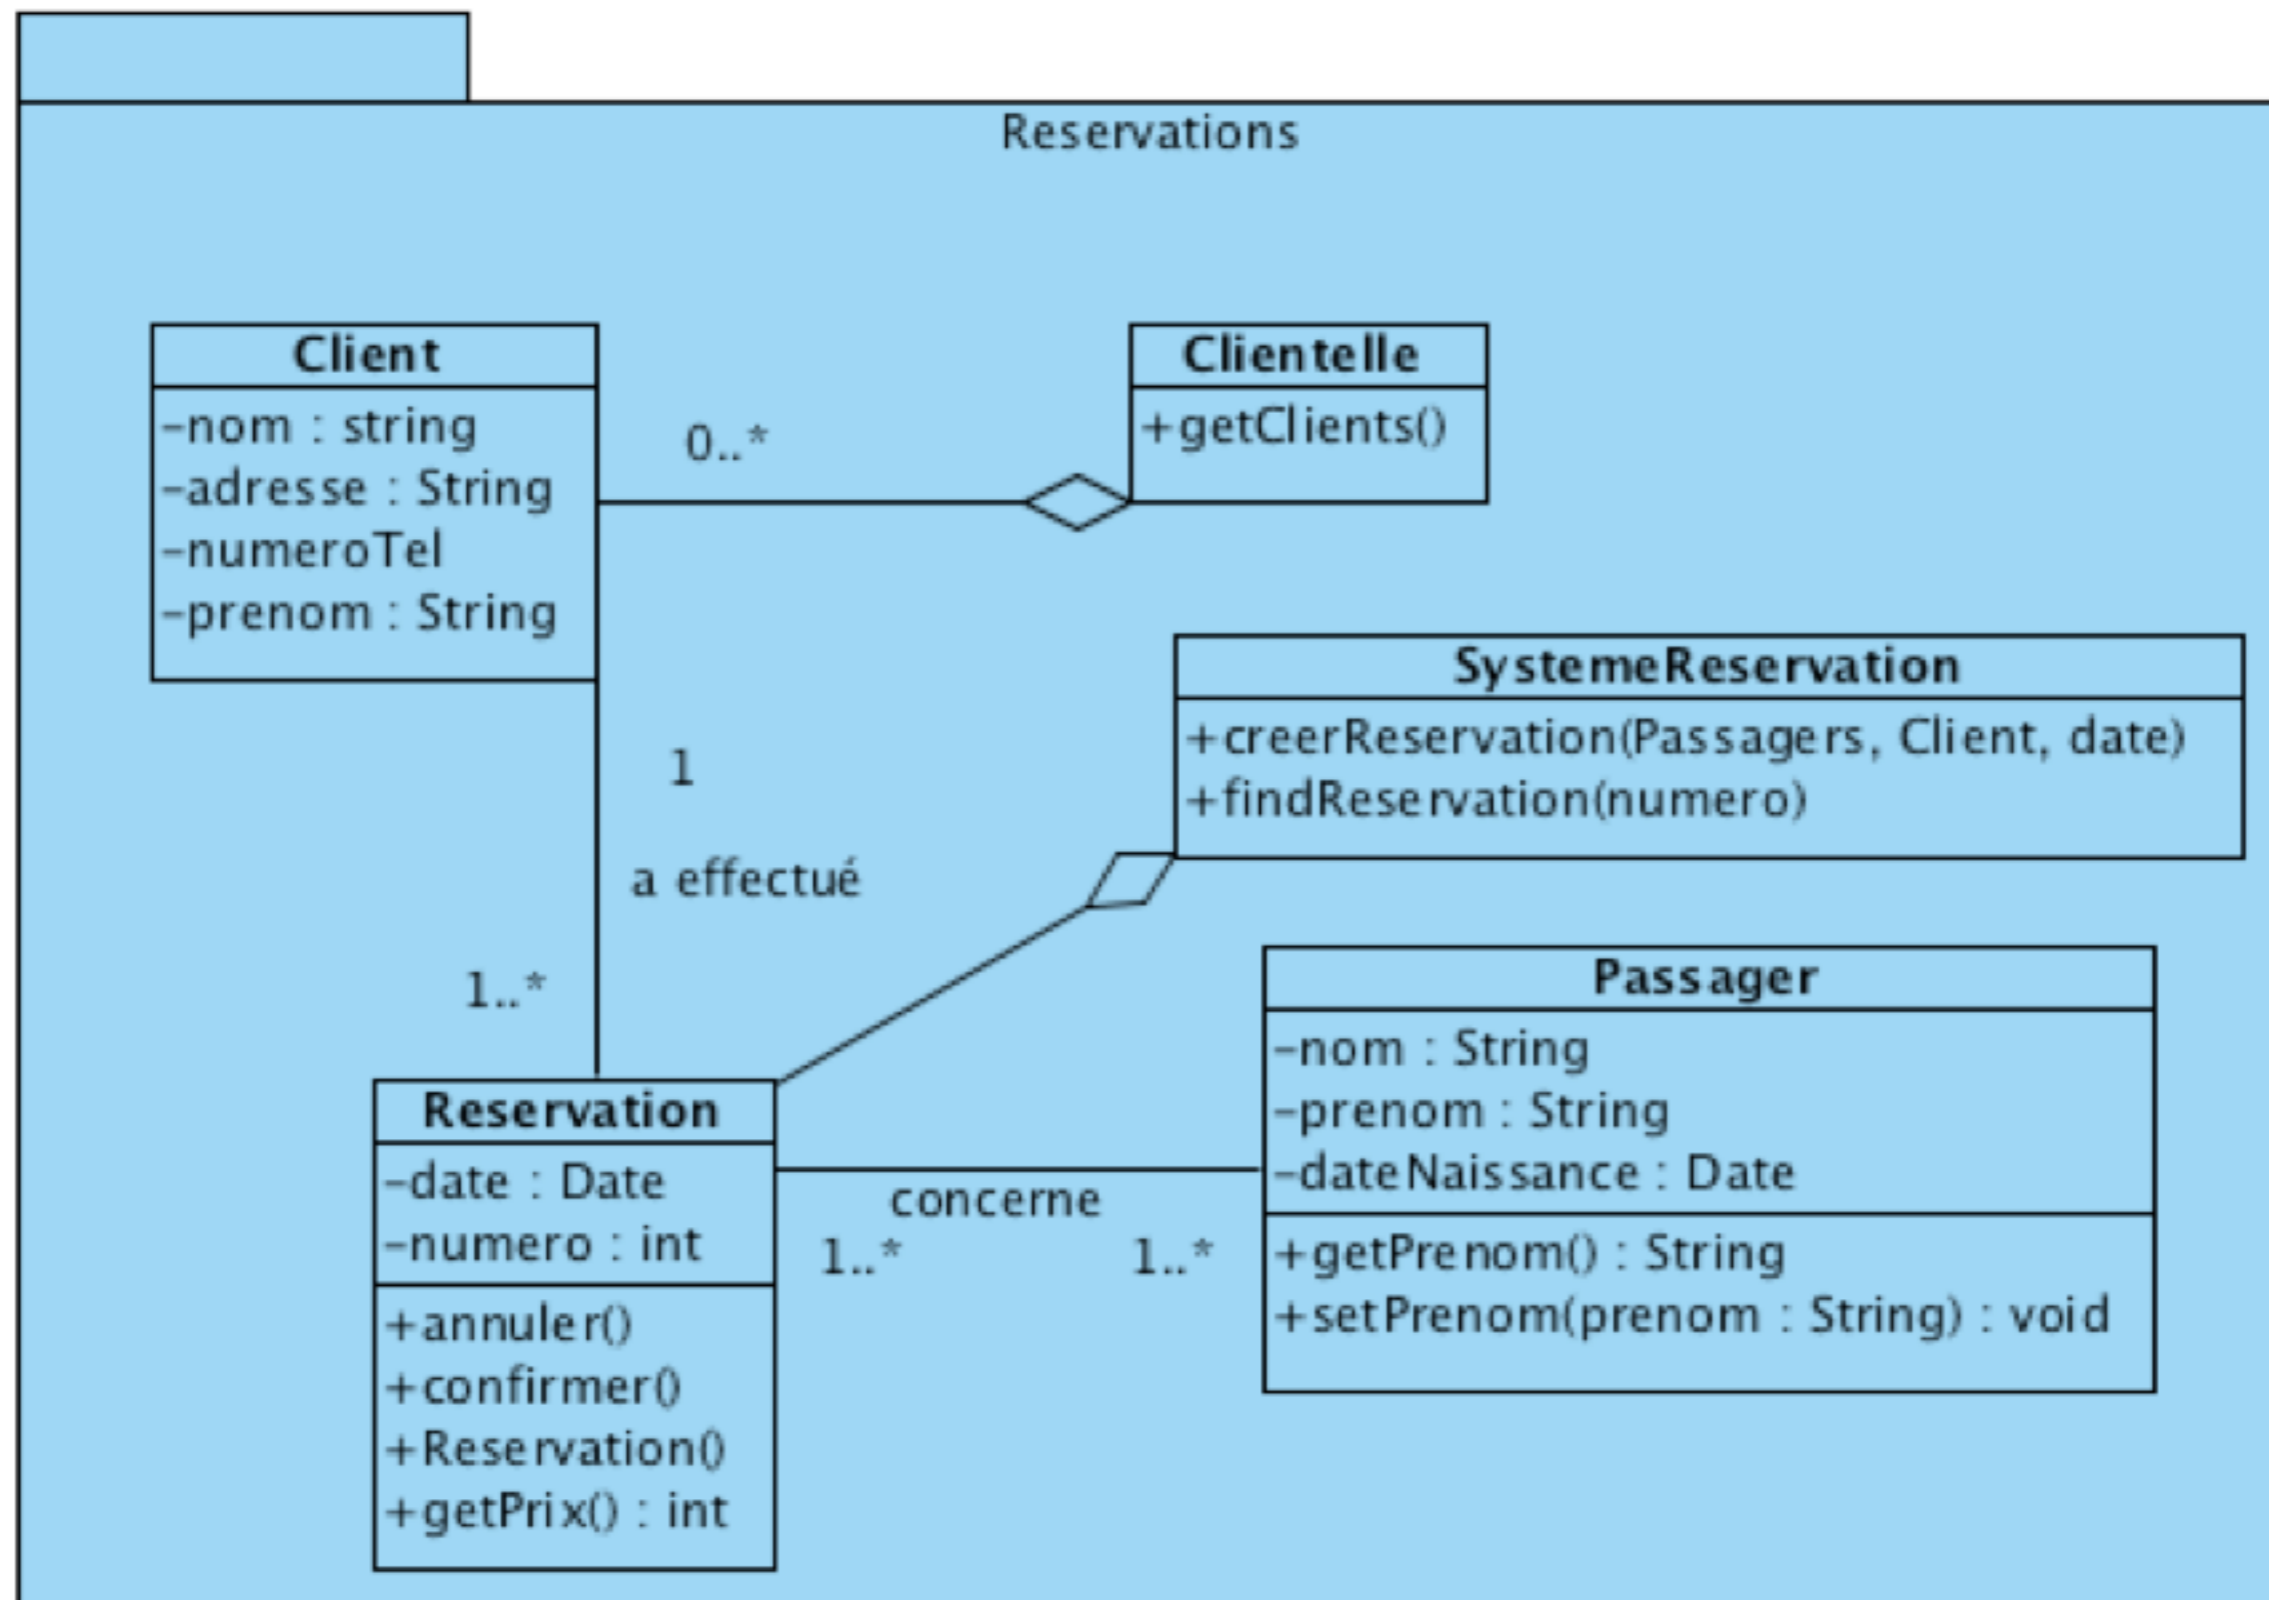 Reservations
Client
-nom : string
-adresse : String
-numeroTel
-prenom : String
0..*
Clientelle
+getClients()
1
a effectué
1..*
SystemeReservation
+creerReservation(Passagers, Client, date)
+findReservation(numero)
Reservation
-date : Date
-numero : int
+annuler()
+confirmer()
+Reservation()
+getPrix() : int
concerne
1..*
1..*
Passager
-nom : String
-prenom : String
-dateNaissance : Date
+getPrenom() : String
+setPrenom(prenom : String) : void